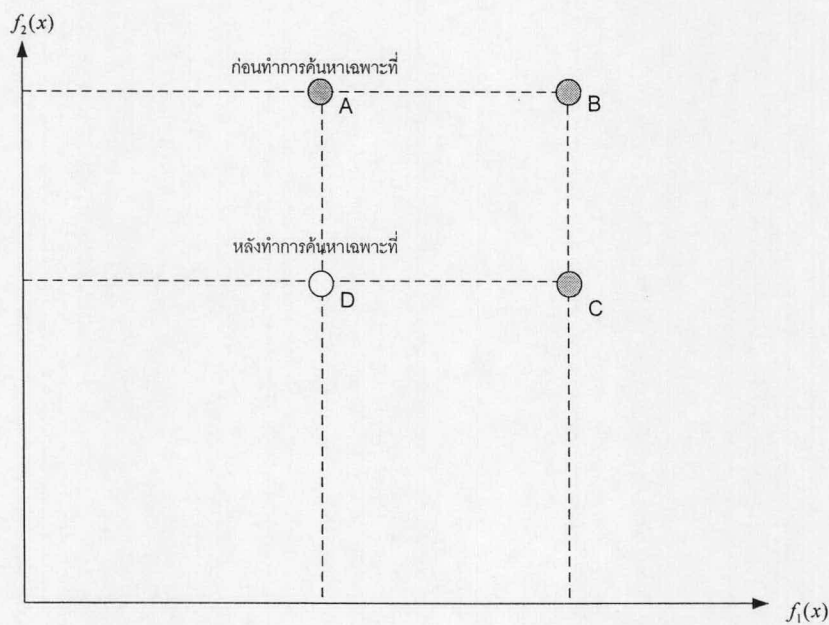 f₂(x)
ก่อนทำการค้นหาเฉพาะที่
A
B
หลังทำการค้นหาเฉพาะที่
D
C
f₁(x)